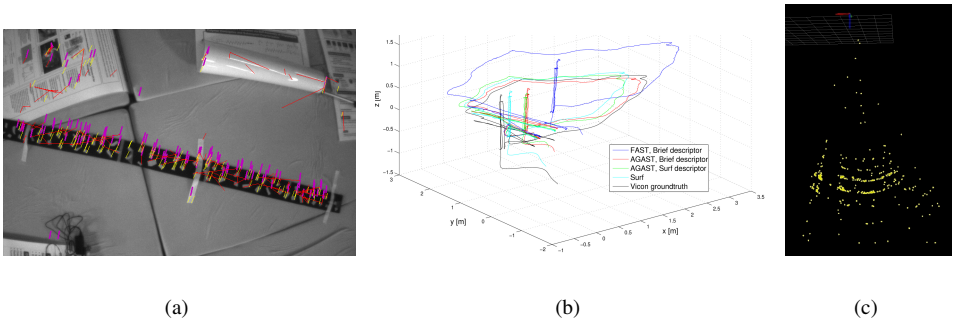 1.5
1
0.5
0
−0.5
−1
−1.5
z [m]
3
2
1
0
−1
−2
y [m]
−1
−0.5
0
0.5
1
1.5
2
2.5
3
3.5
x [m]
FAST, Brief descriptor
AGAST, Brief descriptor
AGAST, Surf descriptor
Surf
Vicon groundtruth
(a)
(b)
(c)